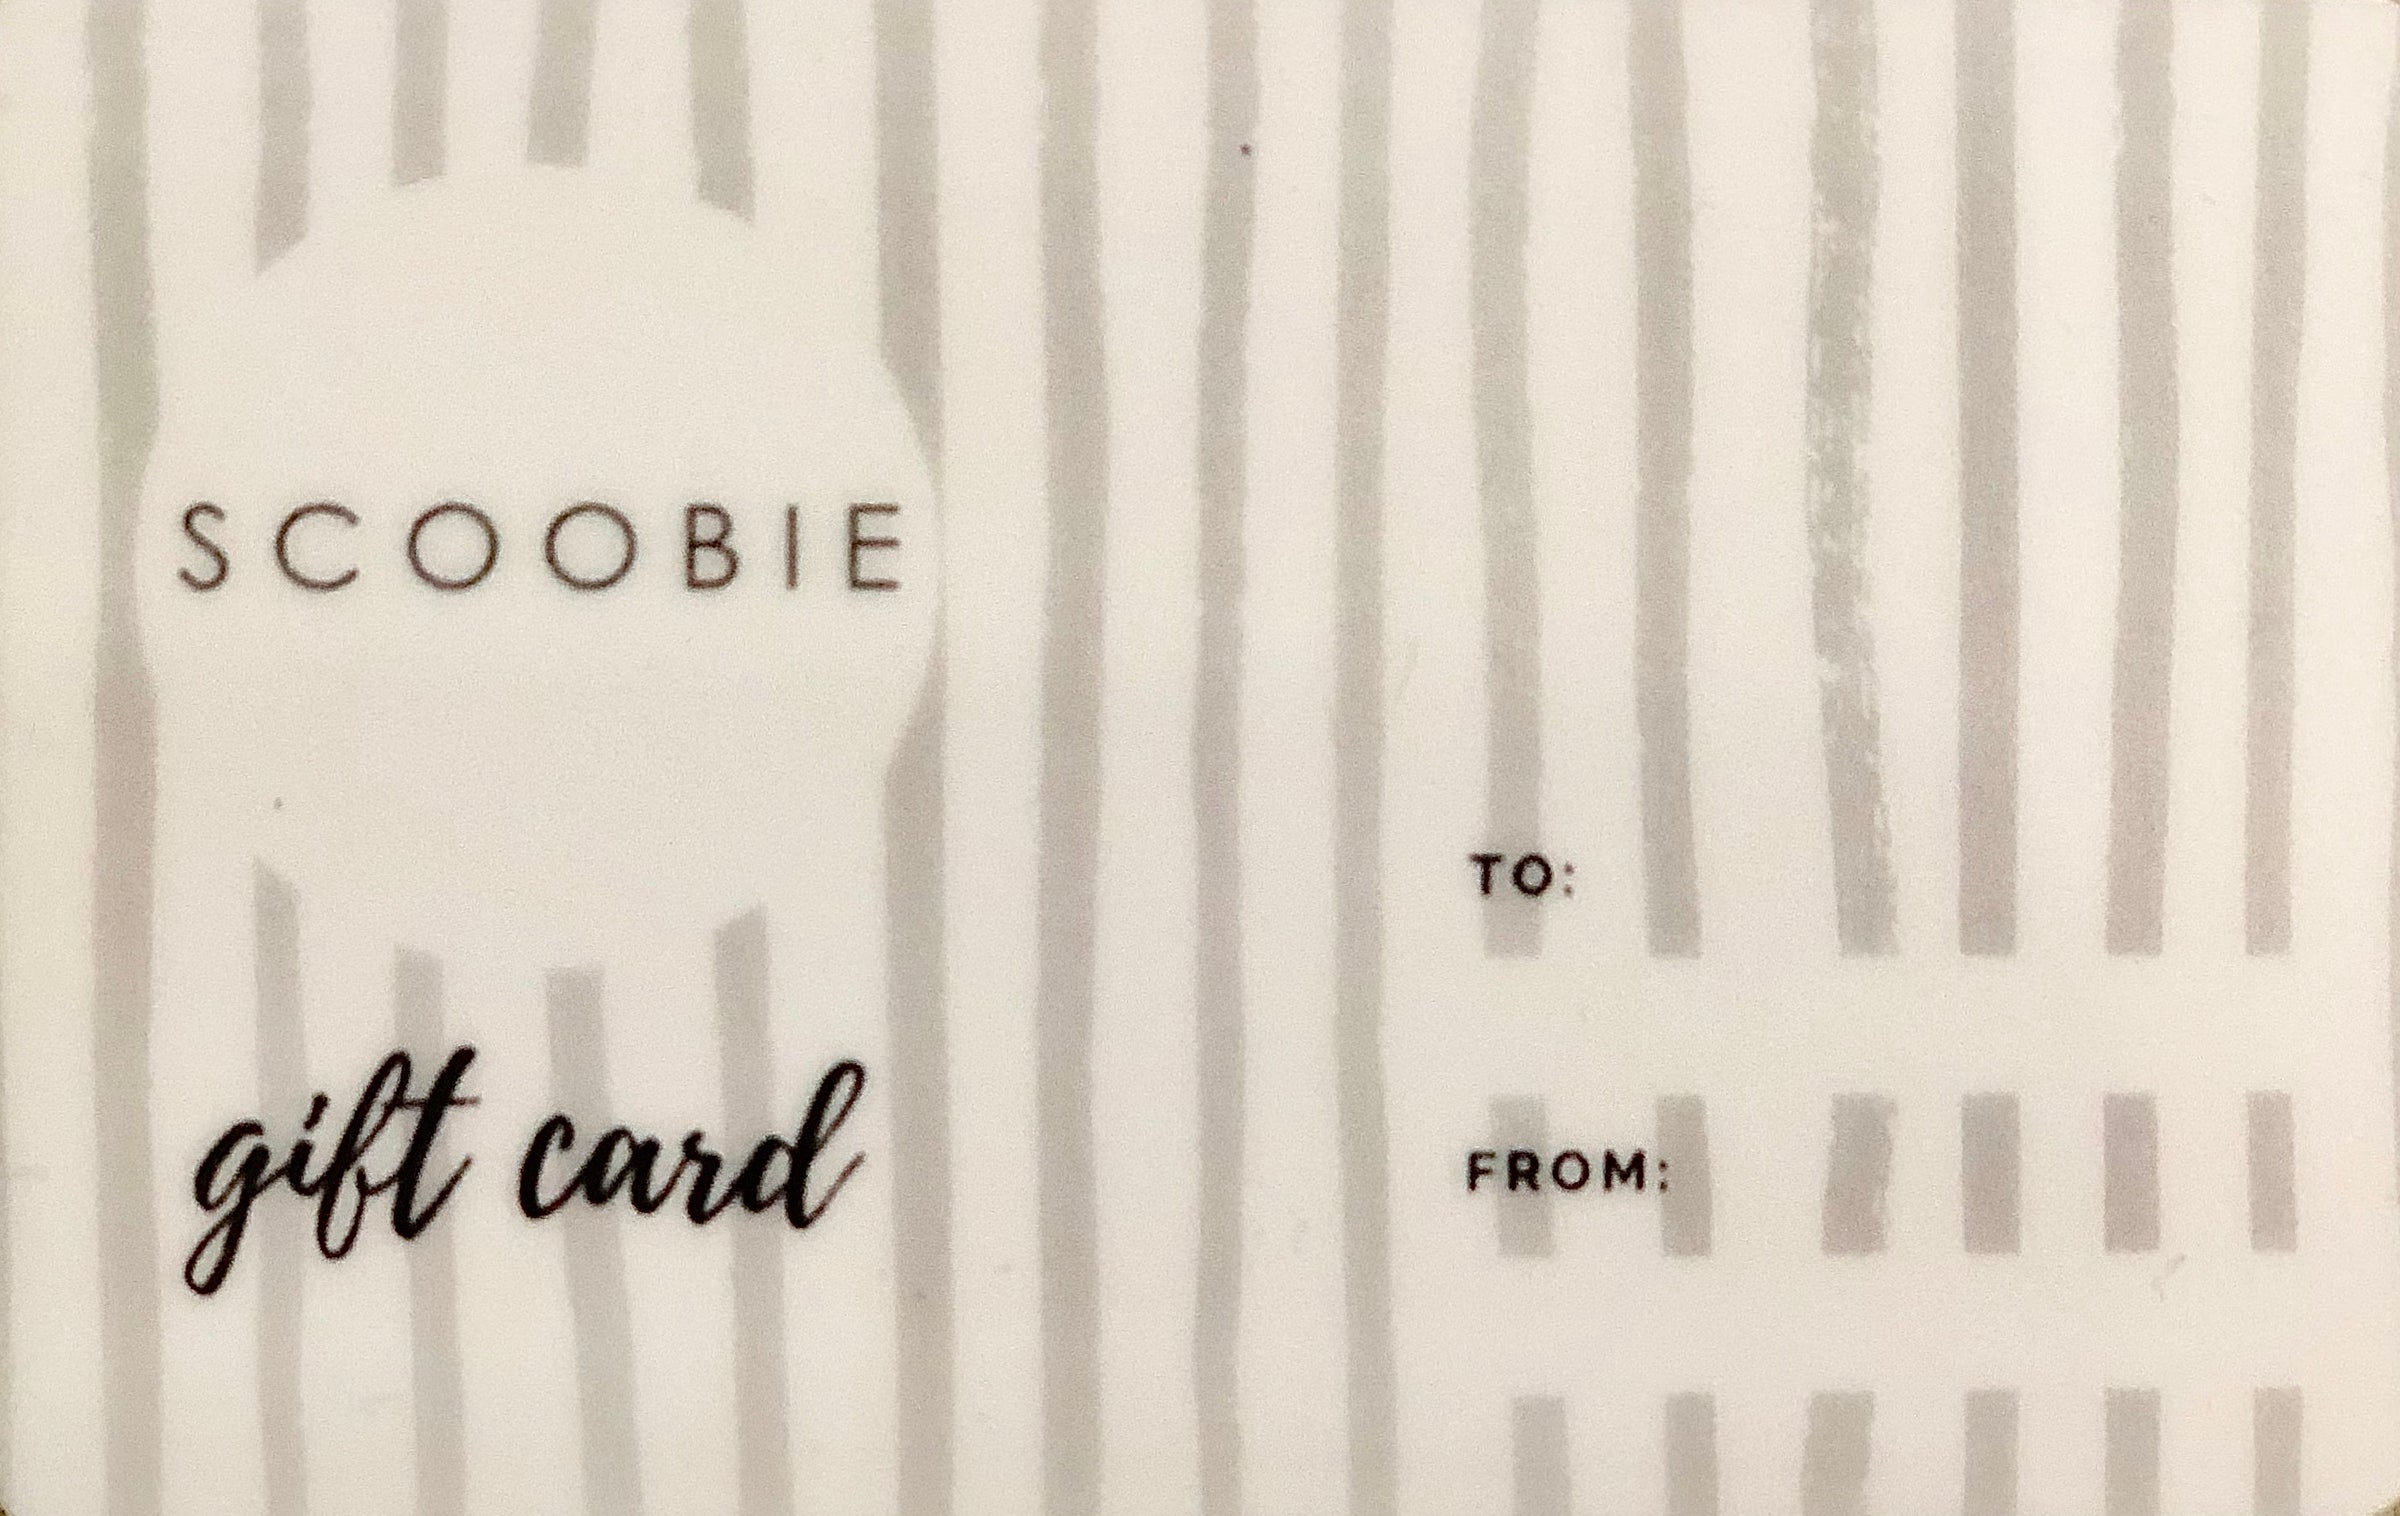 SCOOBIE
gift card
TO:
FROM: